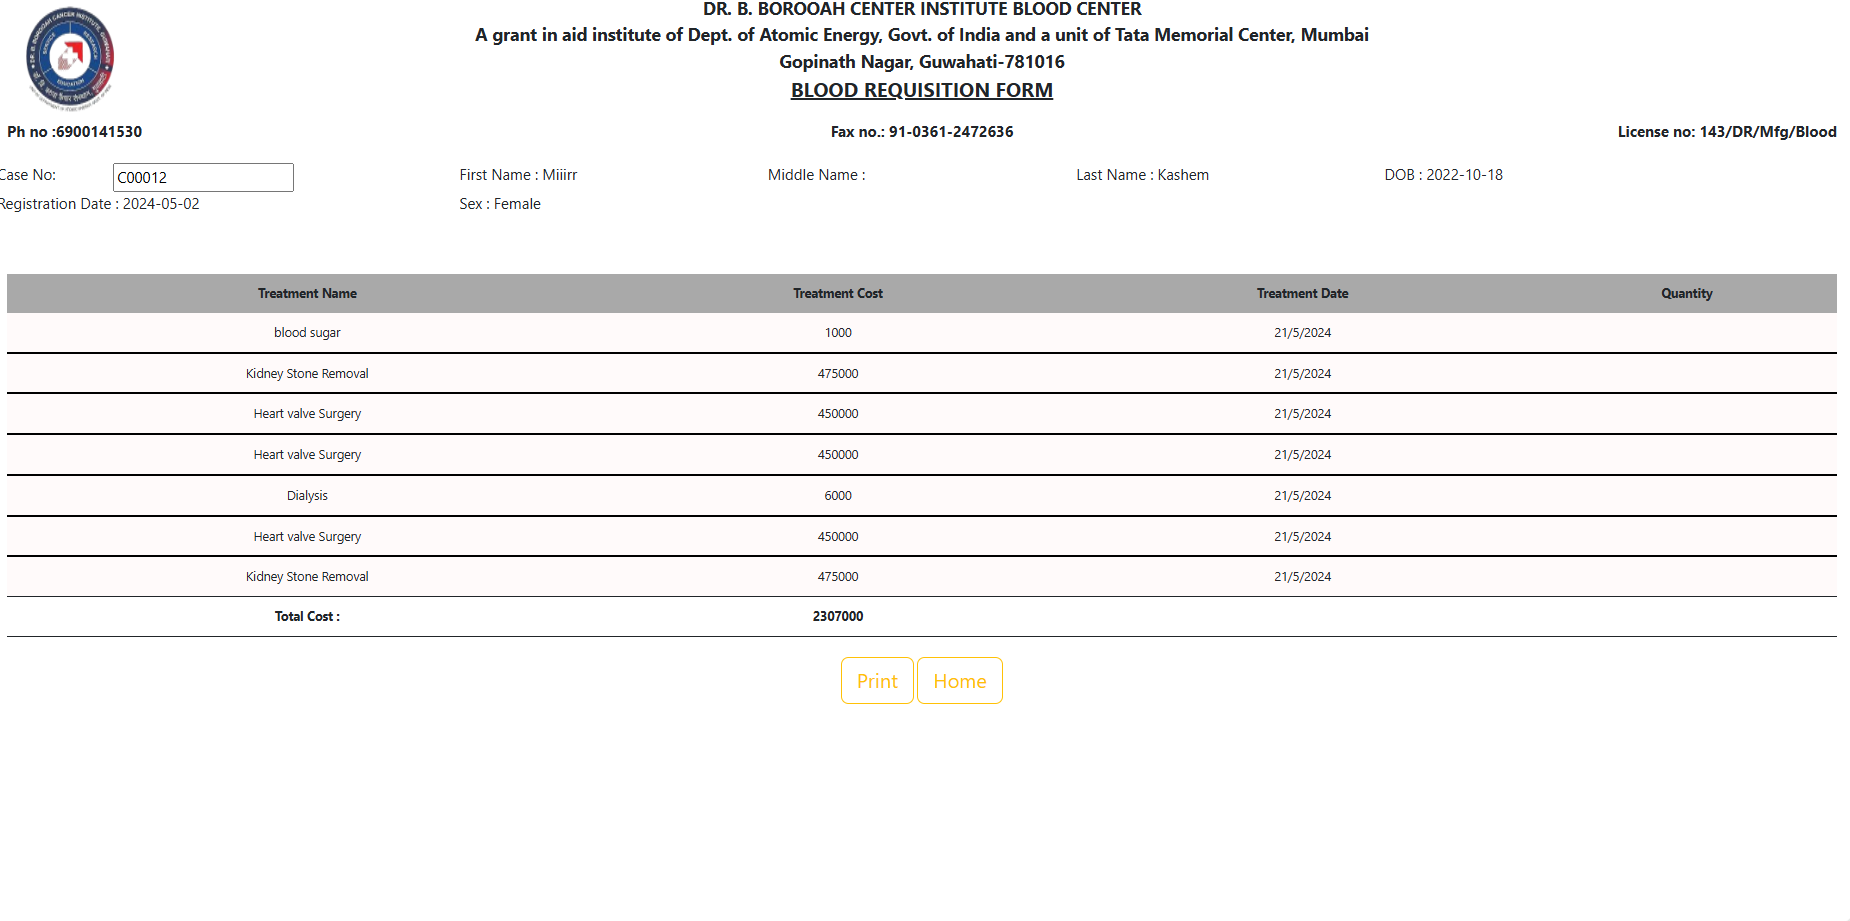 DR. B. BOROOAH CENTER INSTITUTE BLOOD CENTER
A grant in aid institute of Dept. of Atomic Energy, Govt. of India and a unit of Tata Memorial Center, Mumbai
Gopinath Nagar, Guwahati-781016
BLOOD REQUISITION FORM
Ph no :6900141530 Fax no.: 91-0361-2472636 License no: 143/DR/Mfg/Blood
Case No: C00012 First Name : Miiirr Middle Name : Last Name : Kashem DOB : 2022-10-18
Registration Date : 2024-05-02 Sex : Female
Treatment Name Treatment Cost Treatment Date Quantity
blood sugar 1000 21/5/2024
Kidney Stone Removal 475000 21/5/2024
Heart valve Surgery 450000 21/5/2024
Heart valve Surgery 450000 21/5/2024
Dialysis 6000 21/5/2024
Heart valve Surgery 450000 21/5/2024
Kidney Stone Removal 475000 21/5/2024
Total Cost : 2307000
Print Home